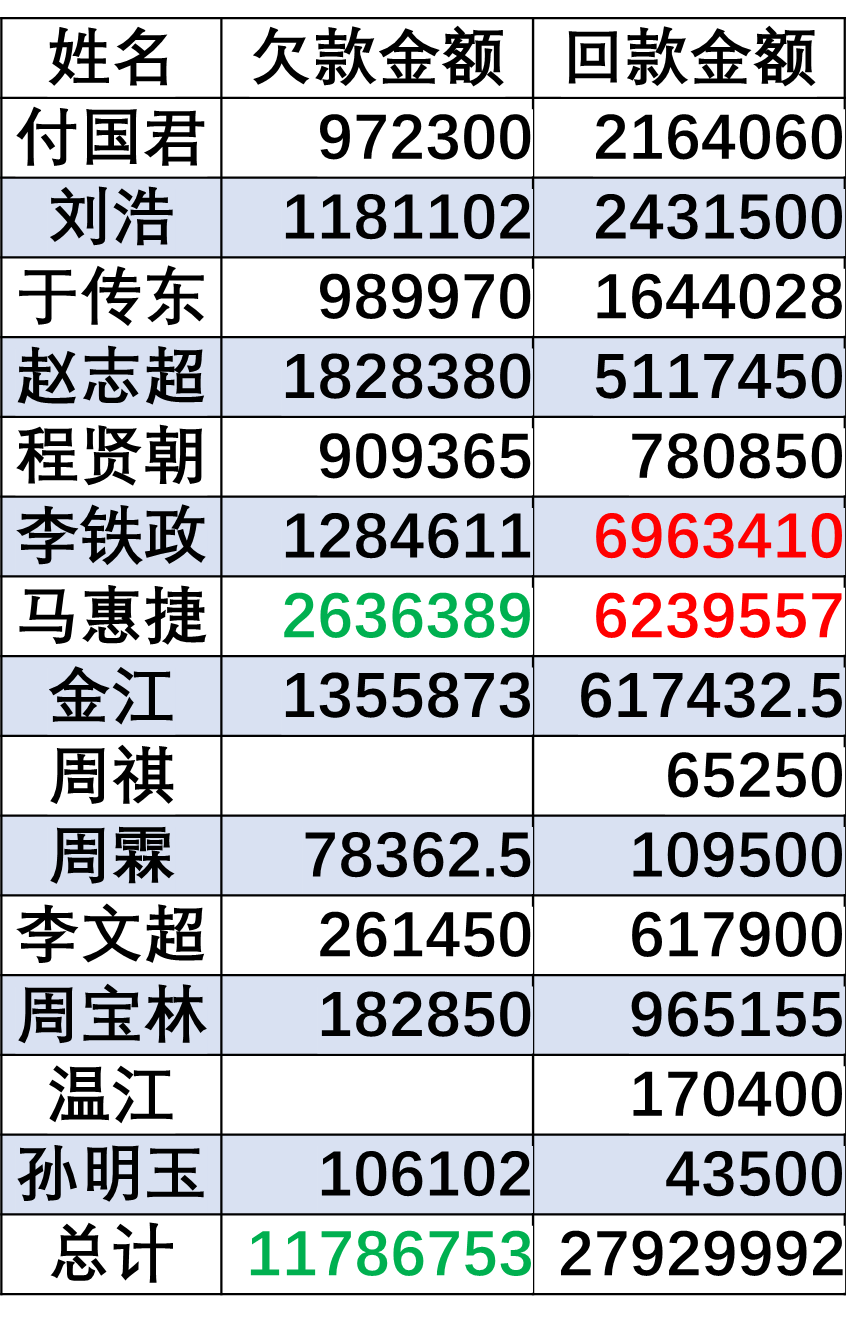 姓名 欠款金额 回款金额
付国君 972300 2164060
刘浩 1181102 2431500
于传东 989970 1644028
赵志超 1828380 5117450
程贤朝 909365 780850
李铁政 1284611 6963410
马惠捷 2636389 6239557
金江 1355873 617432.5
周祺 65250
周霖 78362.5 109500
李文超 261450 617900
周宝林 182850 965155
温江 170400
孙明玉 106102 43500
总计 11786753 27929992